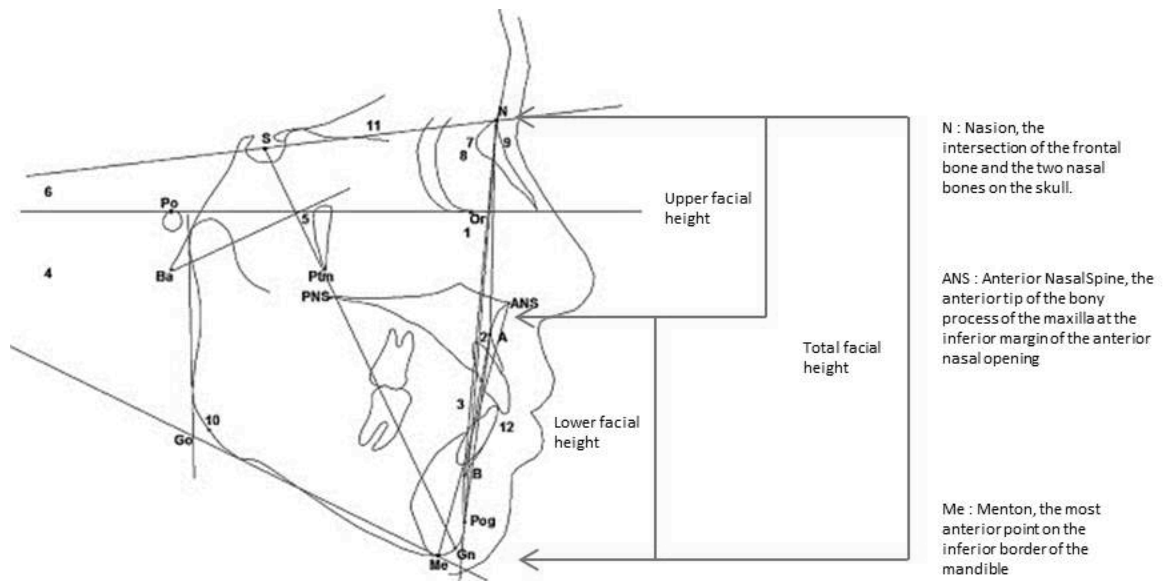 N
S
11
7
9
8
6
Po
5
Or
1
4
Ba
Ptm
PNS
ANS
2
A
3
12
10
Go
B
Pog
Gn
Me
Upper facial
height
Total facial
height
Lower facial
height
N : Nasion, the
intersection of the frontal
bone and the two nasal
bones on the skull.
ANS : Anterior NasalSpine, the
anterior tip of the bony
process of the maxilla at the
inferior margin of the anterior
nasal opening
Me : Menton, the most
anterior point on the
inferior border of the
mandible